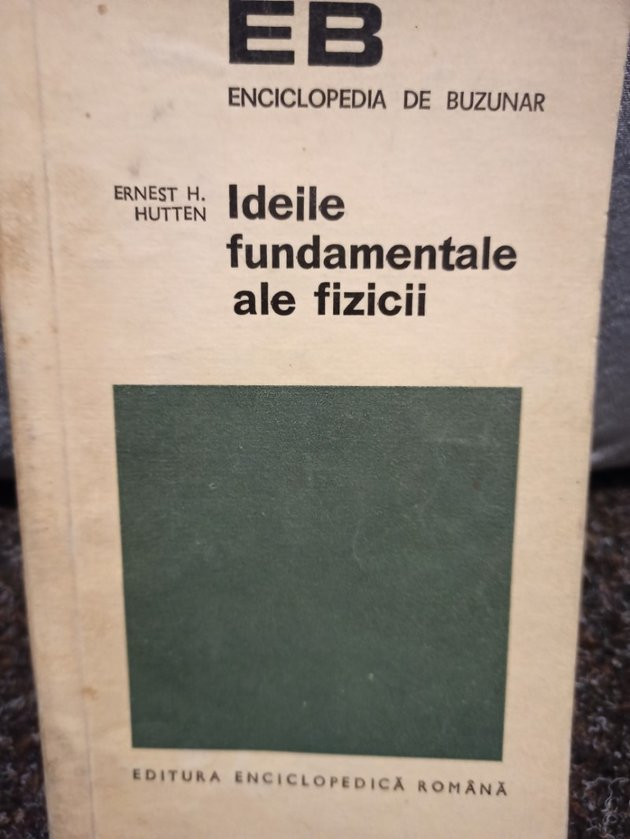 EB
ENCICLOPEDIA DE BUZUNAR
ERNEST H.
HUTTEN
Ideile
fundamentale
ale fizicii
EDITURA ENCICLOPEDICĂ ROMÂNĂ